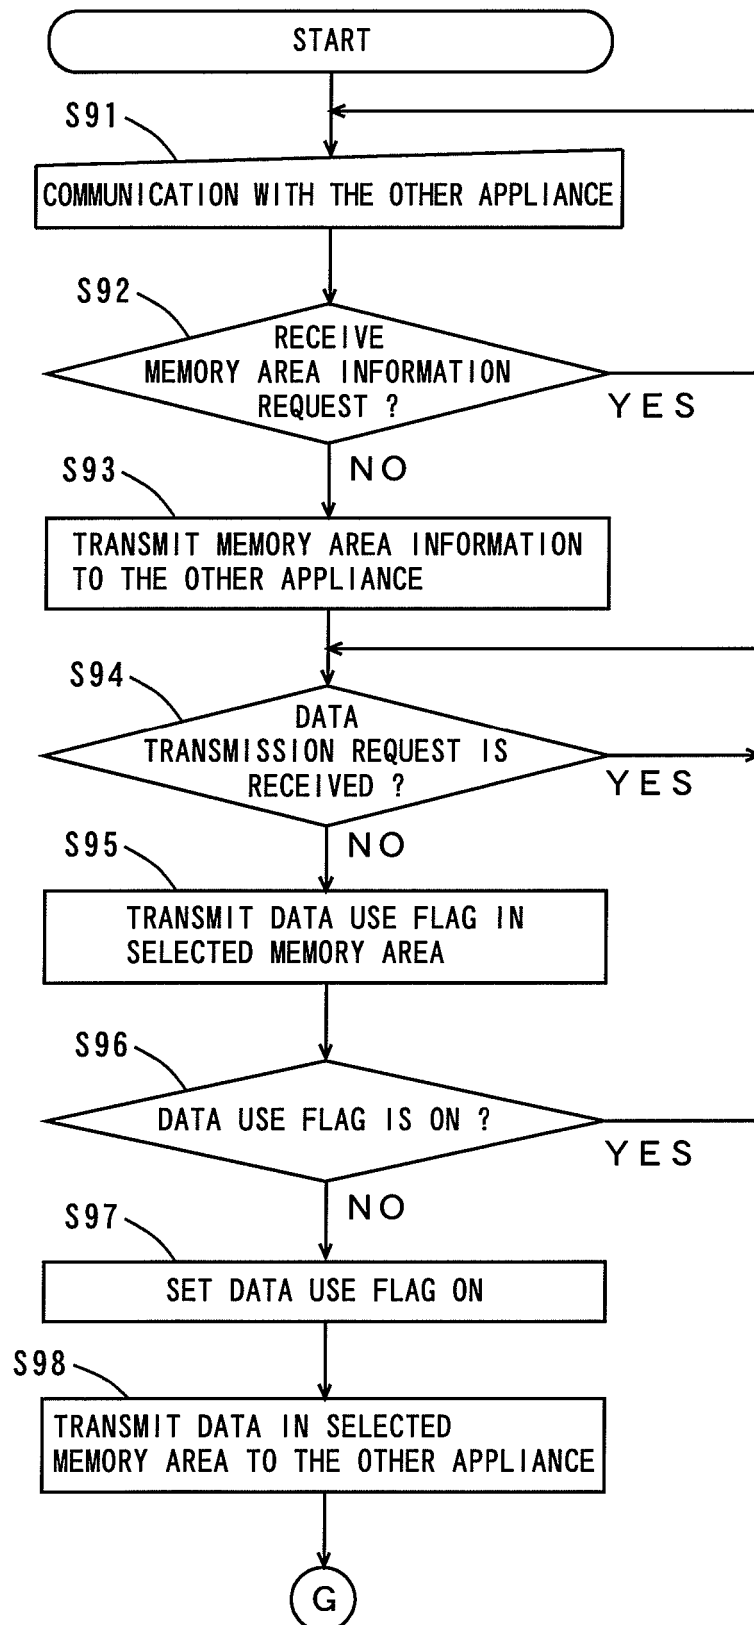 START
S91
COMMUNICATION WITH THE OTHER APPLIANCE
S92
RECEIVE
MEMORY AREA INFORMATION
REQUEST ?
YES
NO
S93
TRANSMIT MEMORY AREA INFORMATION
TO THE OTHER APPLIANCE
S94
DATA
TRANSMISSION REQUEST IS
RECEIVED ?
YES
NO
S95
TRANSMIT DATA USE FLAG IN
SELECTED MEMORY AREA
S96
DATA USE FLAG IS ON ?
YES
NO
S97
SET DATA USE FLAG ON
S98
TRANSMIT DATA IN SELECTED
MEMORY AREA TO THE OTHER APPLIANCE
G